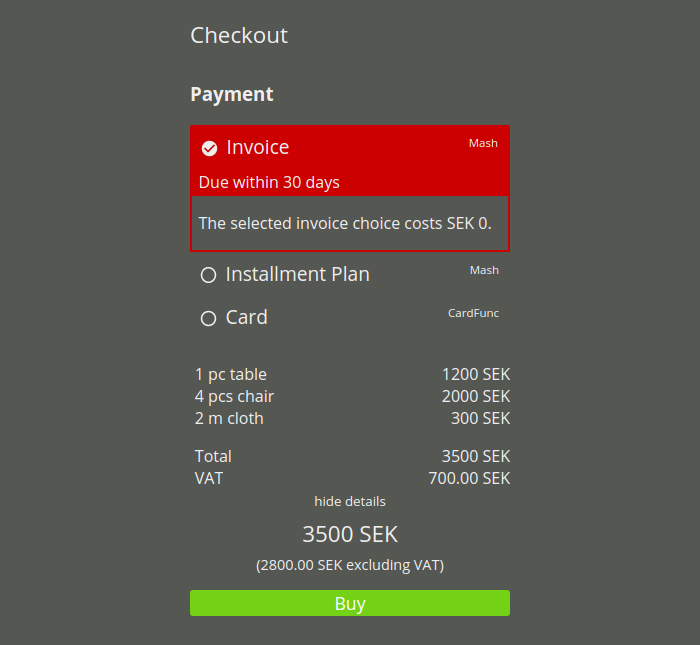 Checkout
Payment
Invoice Mash
Due within 30 days
The selected invoice choice costs SEK 0.
Installment Plan Mash
Card CardFunc
1 pc table 1200 SEK
4 pcs chair 2000 SEK
2 m cloth 300 SEK
Total 3500 SEK
VAT 700.00 SEK
hide details
3500 SEK
(2800.00 SEK excluding VAT)
Buy